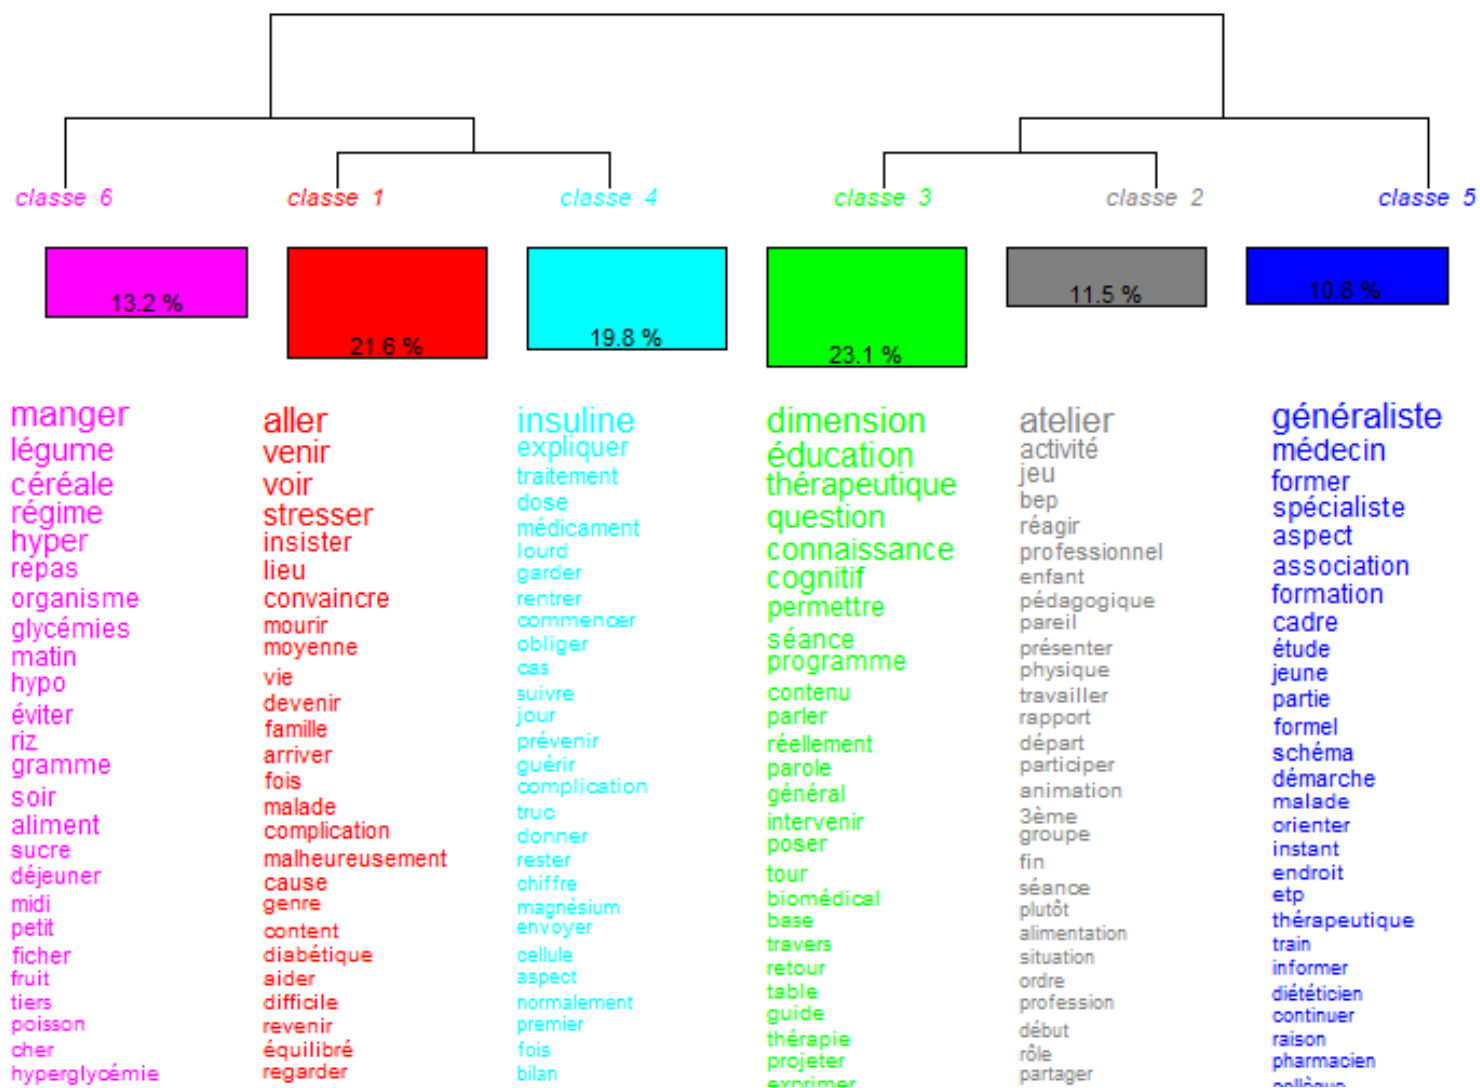 classe 6
classe 1
classe 4
classe 3
classe 2
classe 5
13.2 %
21.6 %
19.8 %
23.1 %
11.5 %
10.8 %
manger
légume
céréale
régime
hyper
repas
organisme
glycémies
matin
hypo
éviter
riz
gramme
soir
aliment
sucre
déjeuner
midi
petit
ficher
fruit
tiers
poisson
cher
hyperglycémie
aller
venir
voir
stresser
insister
lieu
convaincre
mourir
moyenne
vie
devenir
famille
arriver
fois
malade
complication
malheureusement
cause
genre
content
diabétique
aider
difficile
revenir
équilibré
regarder
insuline
expliquer
traitement
dose
médicament
lourd
garder
rentrer
commencer
obliger
cas
suivre
jour
prévenir
guérir
complication
truc
donner
rester
chiffre
magnésium
envoyer
cellule
aspect
normalement
premier
fois
bilan
dimension
éducation
thérapeutique
question
connaissance
cognitif
permettre
séance
programme
contenu
parler
réellement
parole
général
intervenir
poser
tour
biomédical
base
travers
retour
table
guide
thérapie
projeter
exprimer
atelier
activité
jeu
bep
réagir
professionnel
enfant
pédagogique
pareil
présenter
physique
travailler
rapport
départ
participer
animation
3ème
groupe
fin
séance
plutôt
alimentation
situation
ordre
profession
début
rôle
partager
généraliste
médecin
former
spécialiste
aspect
association
formation
cadre
étude
jeune
partie
formel
schéma
démarche
malade
orienter
instant
endroit
etp
thérapeutique
train
informer
diététicien
continuer
raison
pharmacien